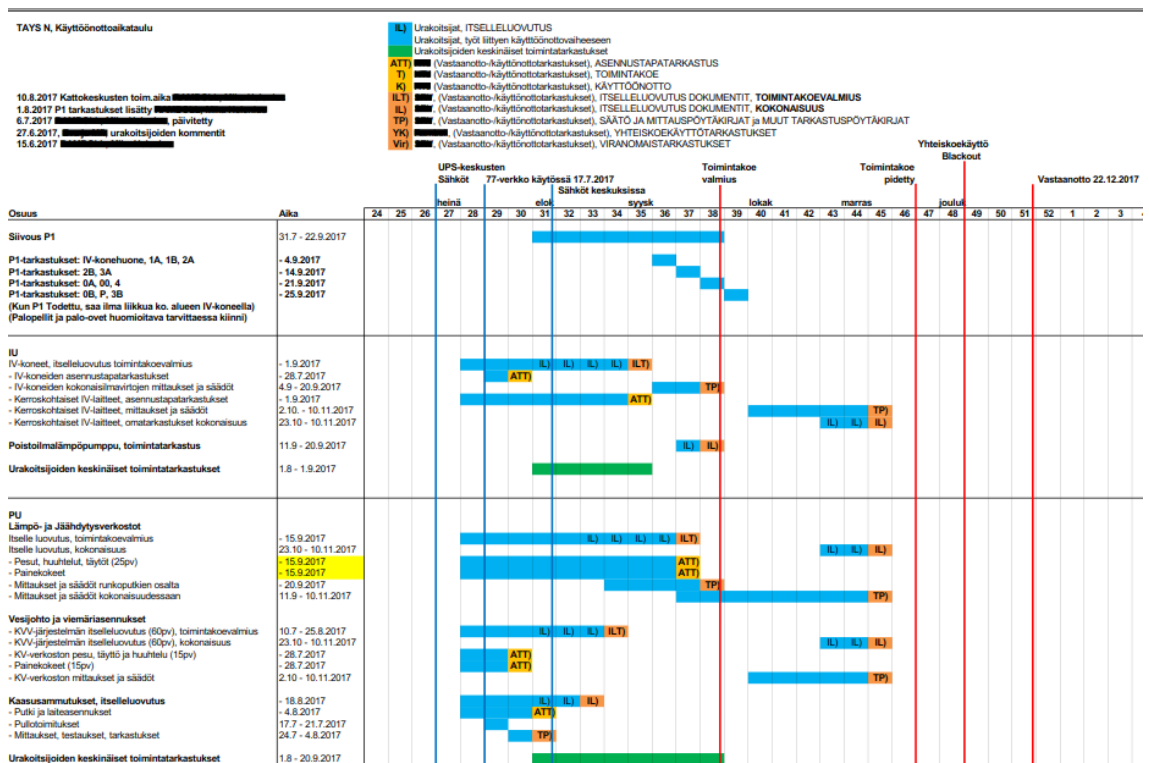 TAYS N, Käyttöönottoaikataulu
IL) Urakoitsijat, ITSELLELUOVUTUS
Urakoitsijat, työt liittyen käytttöönottovaiheeseen
Urakoitsijoiden keskinäiset toimintatarkastukset
ATT) (Vastaanotto-/käyttönottotarkastukset), ASENNUSTAPATARKASTUS
T) (Vastaanotto-/käyttönottotarkastukset), TOIMINTAKOE
K) (Vastaanotto-/käyttönottotarkastukset), KÄYTTÖÖNOTTO
10.8.2017 Kattokeskusten toim.aika
ILT) (Vastaanotto-/käyttönottotarkastukset), ITSELLELUOVUTUS DOKUMENTIT, TOIMINTAKOEVALMIUS
1.8.2017 P1 tarkastukset lisätty
IL) (Vastaanotto-/käyttönottotarkastukset), ITSELLELUOVUTUS DOKUMENTIT, KOKONAISUUS
6.7.2017 , päivitetty
TP) , (Vastaanotto-/käyttönottotarkastukset), SÄÄTÖ JA MITTAUSPÖYTÄKIRJAT ja MUUT TARKASTUSPÖYTÄKIRJAT
27.6.2017, urakoitsijoiden kommentit
YK) , (Vastaanotto-/käyttönottotarkastukset), YHTEISKOEKÄYTTÖTARKASTUKSET
15.6.2017
Vir) , (Vastaanotto-/käyttönottotarkastukset), VIRANOMAISTARKASTUKSET
Yhteiskoekäyttö
Blackout
UPS-keskusten Toimintakoe Toimintakoe
Sähköt 77-verkko käytössä 17.7.2017 valmius pidetty Vastaanotto 22.12.2017
Sähköt keskuksissa
heinä elok syysk lokak marras jouluk
Osuus Aika 24 25 26 27 28 29 30 31 32 33 34 35 36 37 38 39 40 41 42 43 44 45 46 47 48 49 50 51 52 1 2 3
Siivous P1 31.7 - 22.9.2017
P1-tarkastukset: IV-konehuone, 1A, 1B, 2A - 4.9.2017
P1-tarkastukset: 2B, 3A - 14.9.2017
P1-tarkastukset: 0A, 00, 4 - 21.9.2017
P1-tarkastukset: 0B, P, 3B - 25.9.2017
(Kun P1 Todettu, saa ilma liikkua ko. alueen IV-koneella)
(Palopellit ja palo-ovet huomioitava tarvittaessa kiinni)
IU
IV-koneet, itselleluovutus toimintakoevalmius - 1.9.2017 IL) IL) IL) IL) ILT)
- IV-koneiden asennustapatarkastukset - 28.7.2017 ATT)
- IV-koneiden kokonaisilmavirtojen mittaukset ja säädöt 4.9 - 20.9.2017 TP)
- Kerroskohtaiset IV-laitteet, asennustapatarkastukset - 1.9.2017 ATT)
- Kerroskohtaiset IV-laitteet, mittaukset ja säädöt 2.10. - 10.11.2017 TP)
- Kerroskohtaiset IV-laitteet, omatarkastukset kokonaisuus 23.10 - 10.11.2017 IL) IL) IL)
Poistoilmalämpöpumppu, toimintatarkastus 11.9 - 20.9.2017 IL) IL)
Urakoitsijoiden keskinäiset toimintatarkastukset 1.8 - 1.9.2017
PU
Lämpö- ja Jäähdytysverkostot
Itselle luovutus, toimintakoevalmius - 15.9.2017 IL) IL) IL) IL) ILT)
Itselle luovutus, kokonaisuus 23.10 - 10.11.2017 IL) IL) IL)
- Pesut, huuhtelut, täytöt (25pv) - 15.9.2017 ATT)
- Painekokeet - 15.9.2017 ATT)
- Mittaukset ja säädöt runkoputkien osalta - 20.9.2017 TP)
- Mittaukset ja säädöt kokonaisuudessaan 11.9 - 10.11.2017 TP)
Vesijohto ja viemäriasennukset
- KVV-järjestelmän itselleluovutus (60pv), toimintakoevalmius 10.7 - 25.8.2017 IL) IL) IL) ILT)
- KVV-järjestelmän itselleluovutus (60pv), kokonaisuus 23.10 - 10.11.2017 IL) IL) IL)
- KV-verkoston pesu, täyttö ja huuhtelu (15pv) - 28.7.2017 ATT)
- Painekokeet (15pv) - 28.7.2017 ATT)
- KV-verkoston mittaukset ja säädöt 2.10 - 10.11.2017 TP)
Kaasusammutukset, itselleluovutus - 18.8.2017 IL) IL) IL)
- Putki ja laiteasennukset - 4.8.2017 ATT)
- Pullotoimitukset 17.7 - 21.7.2017
- Mittaukset, testaukset, tarkastukset 24.7 - 4.8.2017 TP)
Urakoitsijoiden keskinäiset toimintatarkastukset 1.8 - 20.9.2017